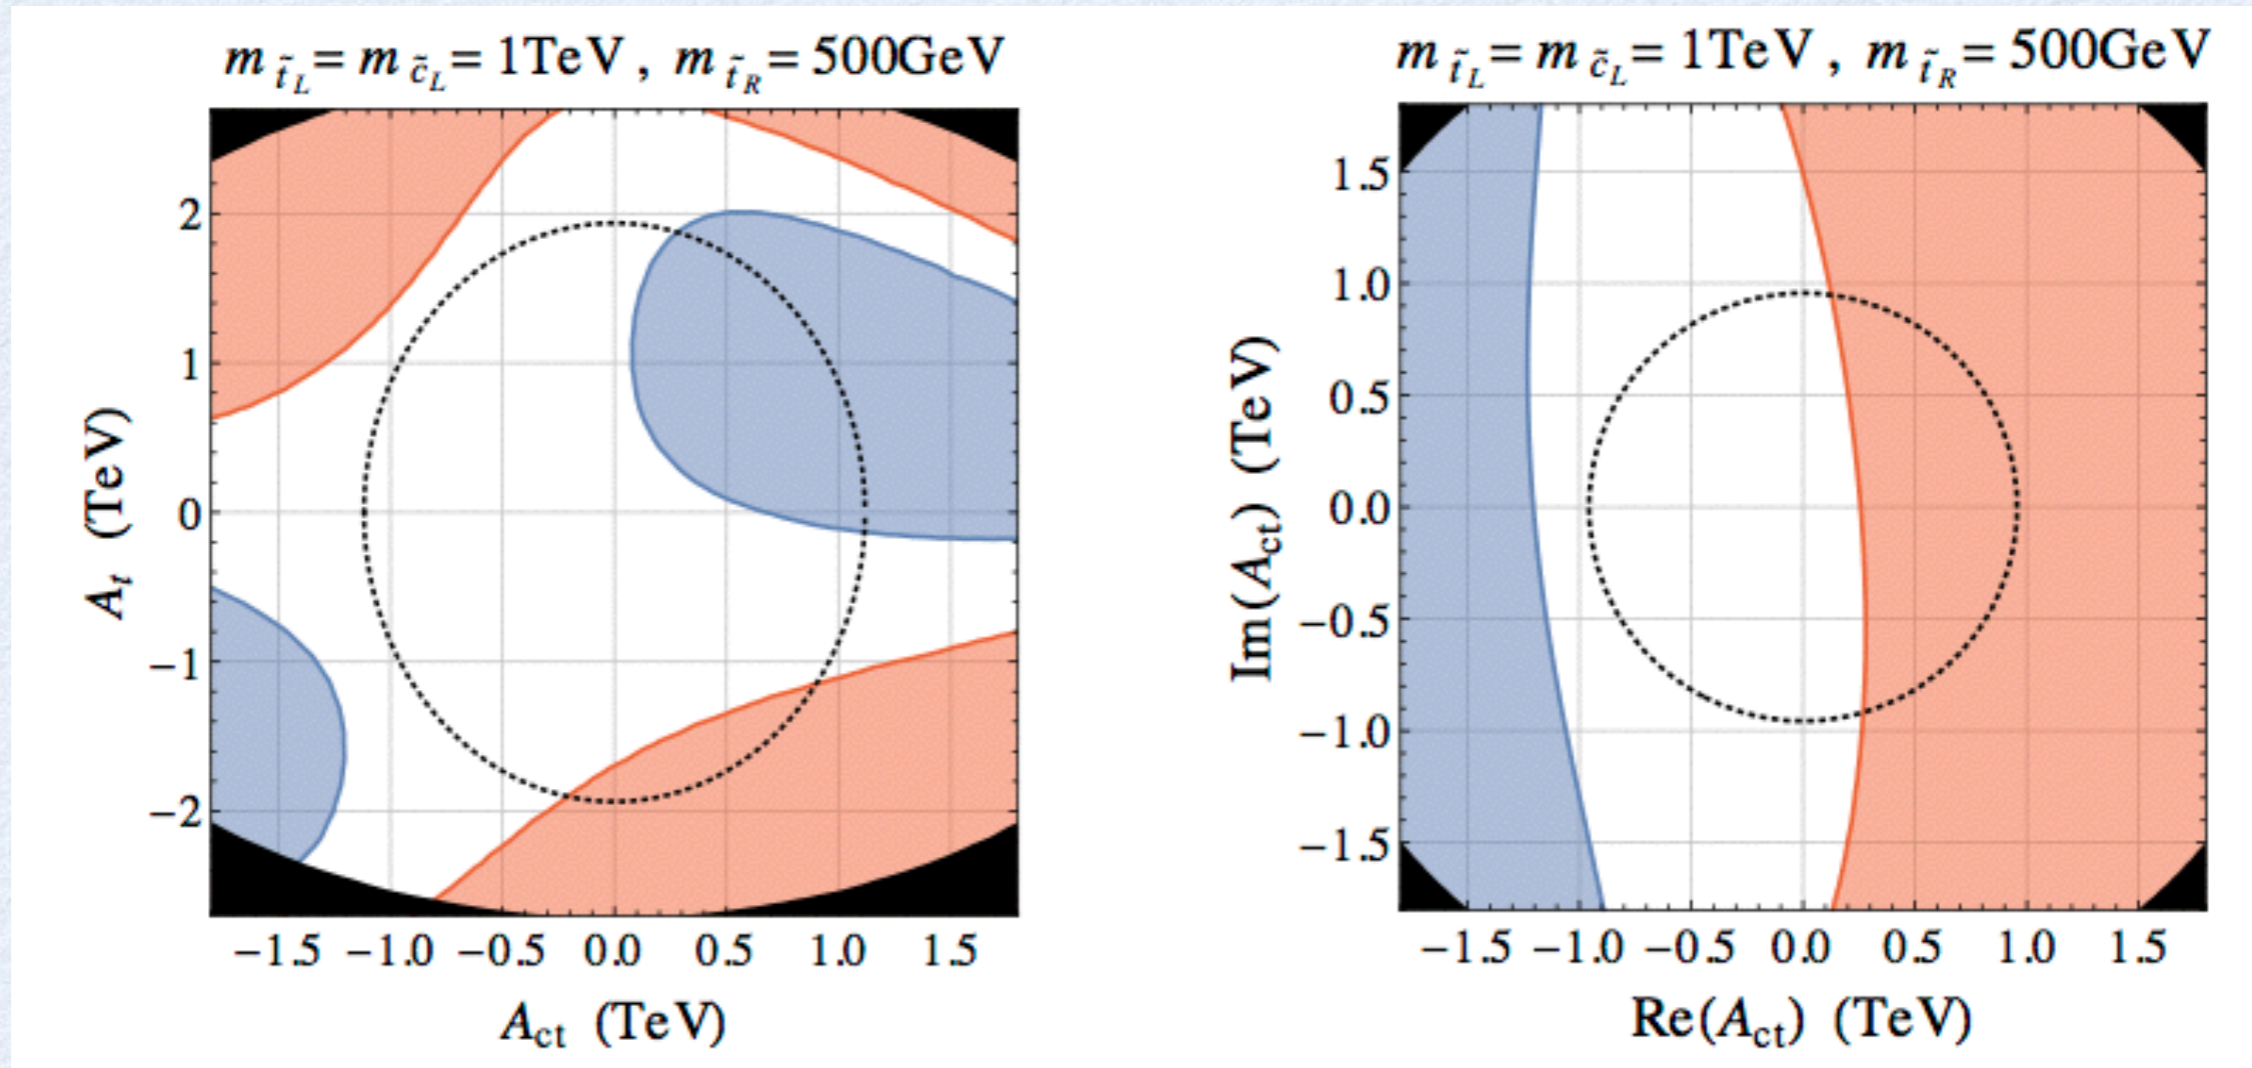 m t̃L = m c̃L = 1TeV , m t̃R = 500GeV
2
1
0
−1
−2
At (TeV)
−1.5 −1.0 −0.5 0.0 0.5 1.0 1.5
Act (TeV)
m t̃L = m c̃L = 1TeV , m t̃R = 500GeV
1.5
1.0
0.5
0.0
−0.5
−1.0
−1.5
Im(Act) (TeV)
−1.5 −1.0 −0.5 0.0 0.5 1.0 1.5
Re(Act) (TeV)